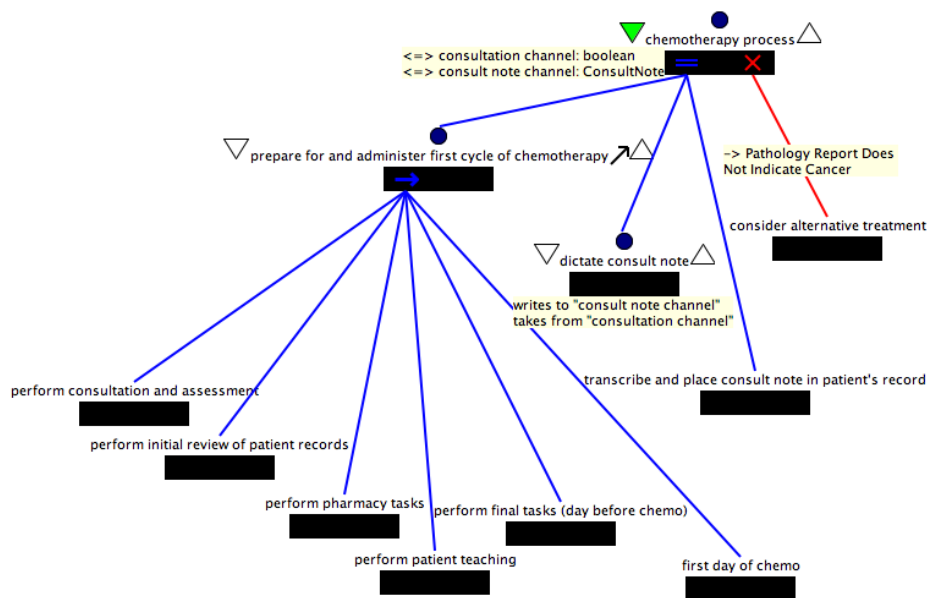 chemotherapy process
<=> consultation channel: boolean
<=> consult note channel: ConsultNote
prepare for and administer first cycle of chemotherapy
-> Pathology Report Does
Not Indicate Cancer
consider alternative treatment
dictate consult note
writes to "consult note channel"
takes from "consultation channel"
transcribe and place consult note in patient's record
perform consultation and assessment
perform initial review of patient records
perform pharmacy tasks
perform final tasks (day before chemo)
perform patient teaching
first day of chemo